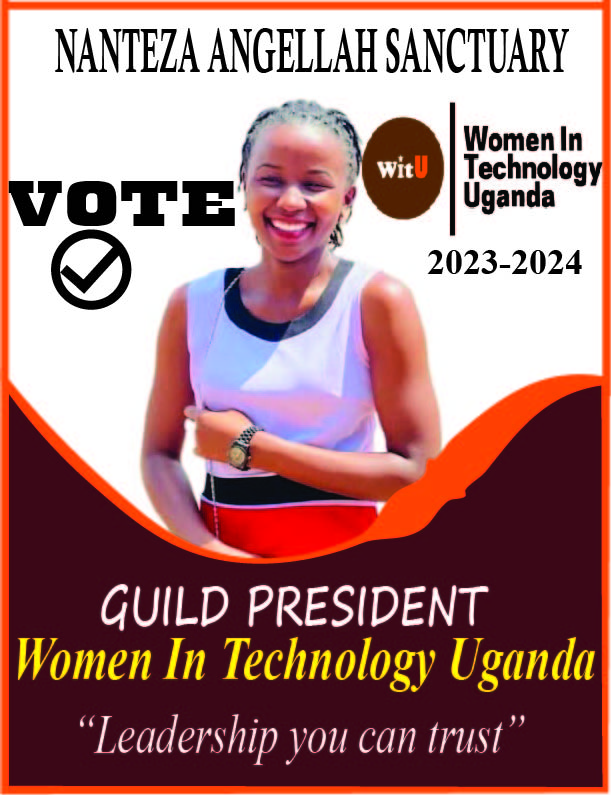 NANTEZA ANGELLAH SANCTUARY
VOTE
WitU
Women In
Technology
Uganda
2023-2024
GUILD PRESIDENT
Women In Technology Uganda
“Leadership you can trust”